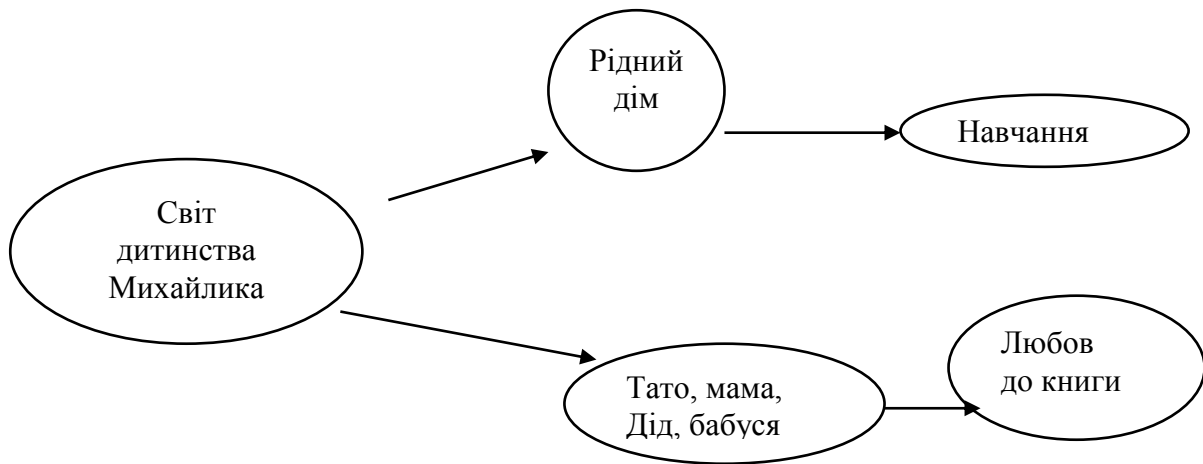 Рідний
дім
Навчання
Світ
дитинства
Михайлика
Любов
до книги
Тато, мама,
Дід, бабуся